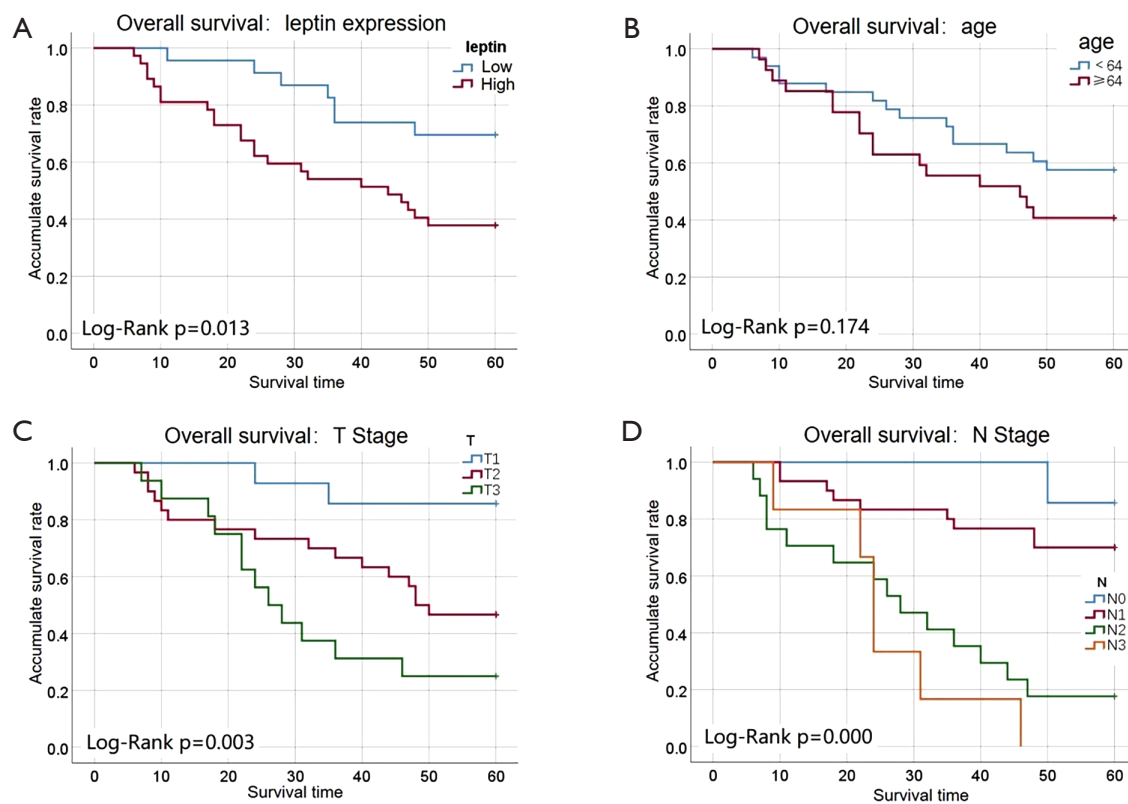 A
Overall survival: leptin expression
leptin
Low
High
Accumulate survival rate
1.0
0.8
0.6
0.4
0.2
0.0
Log-Rank p=0.013
0 10 20 30 40 50 60
Survival time
B
Overall survival: age
age
<64
≥64
Accumulate survival rate
1.0
0.8
0.6
0.4
0.2
0.0
Log-Rank p=0.174
0 10 20 30 40 50 60
Survival time
C
Overall survival: T Stage
T
T1
T2
T3
Accumulate survival rate
1.0
0.8
0.6
0.4
0.2
0.0
Log-Rank p=0.003
0 10 20 30 40 50 60
Survival time
D
Overall survival: N Stage
N
N0
N1
N2
N3
Accumulate survival rate
1.0
0.8
0.6
0.4
0.2
0.0
Log-Rank p=0.000
0 10 20 30 40 50 60
Survival time